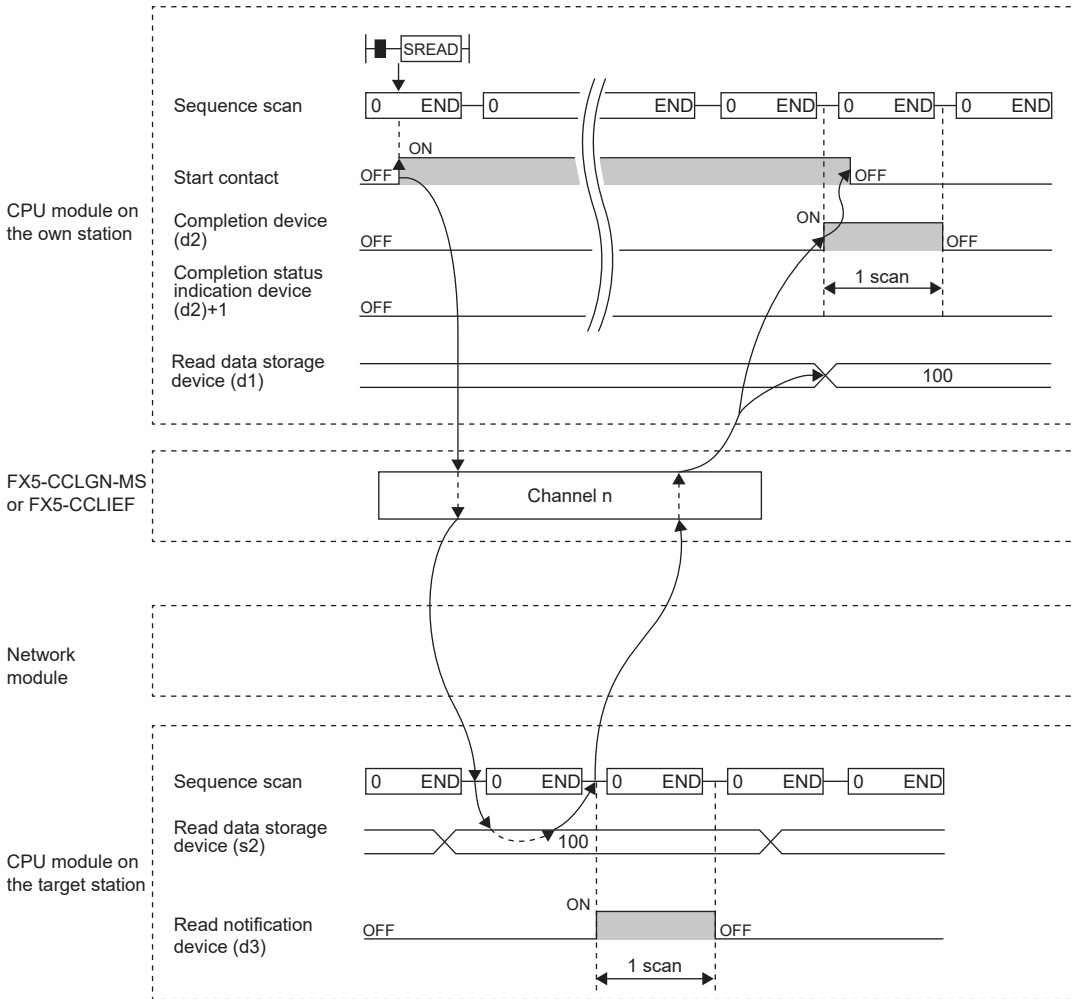 SREAD
Sequence scan
0 END 0 END 0 END 0 END 0 END
ON
Start contact
OFF
OFF
CPU module on
the own station
Completion device
(d2)
ON
OFF
OFF
Completion status
indication device
(d2)+1
1 scan
OFF
Read data storage
device (d1)
100
FX5-CCLGN-MS
or FX5-CCLIEF
Channel n
Network
module
Sequence scan
0 END 0 END 0 END 0 END 0 END
Read data storage
device (s2)
100
CPU module on
the target station
ON
Read notification
device (d3)
OFF
OFF
1 scan